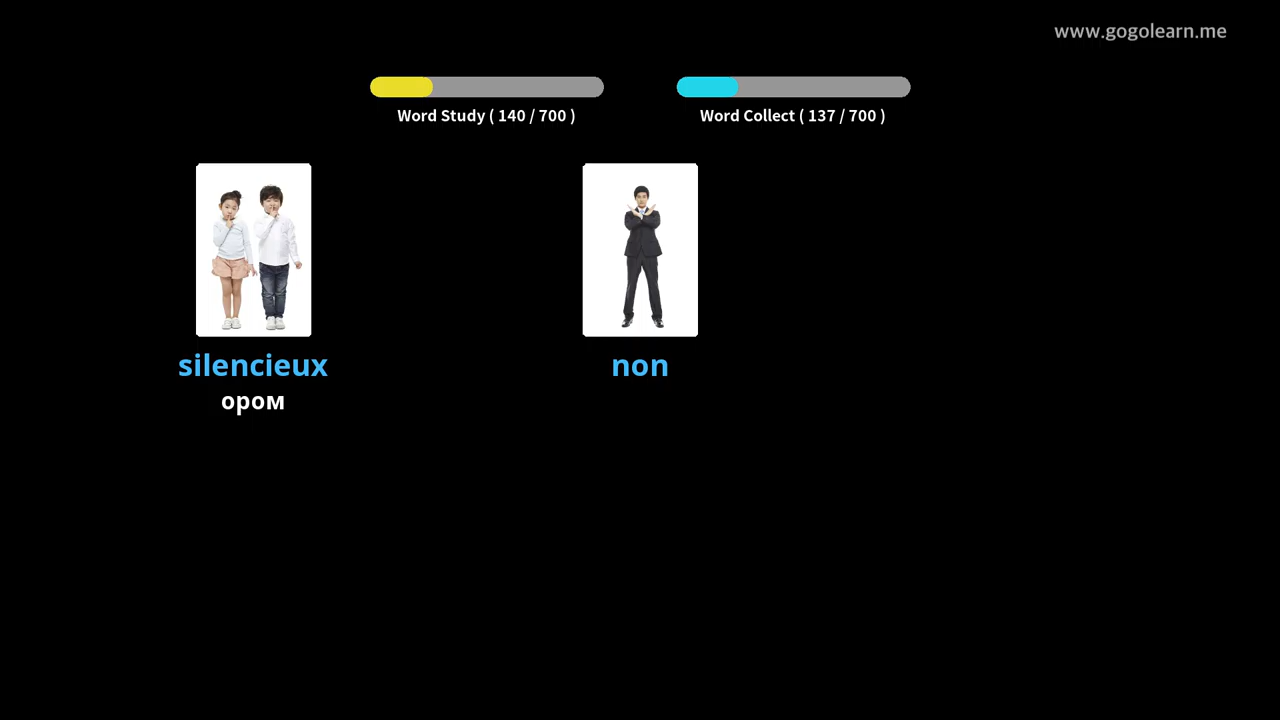 www.gogolearn.me
Word Study ( 140 / 700 )
Word Collect ( 137 / 700 )
silencieux
ором
non